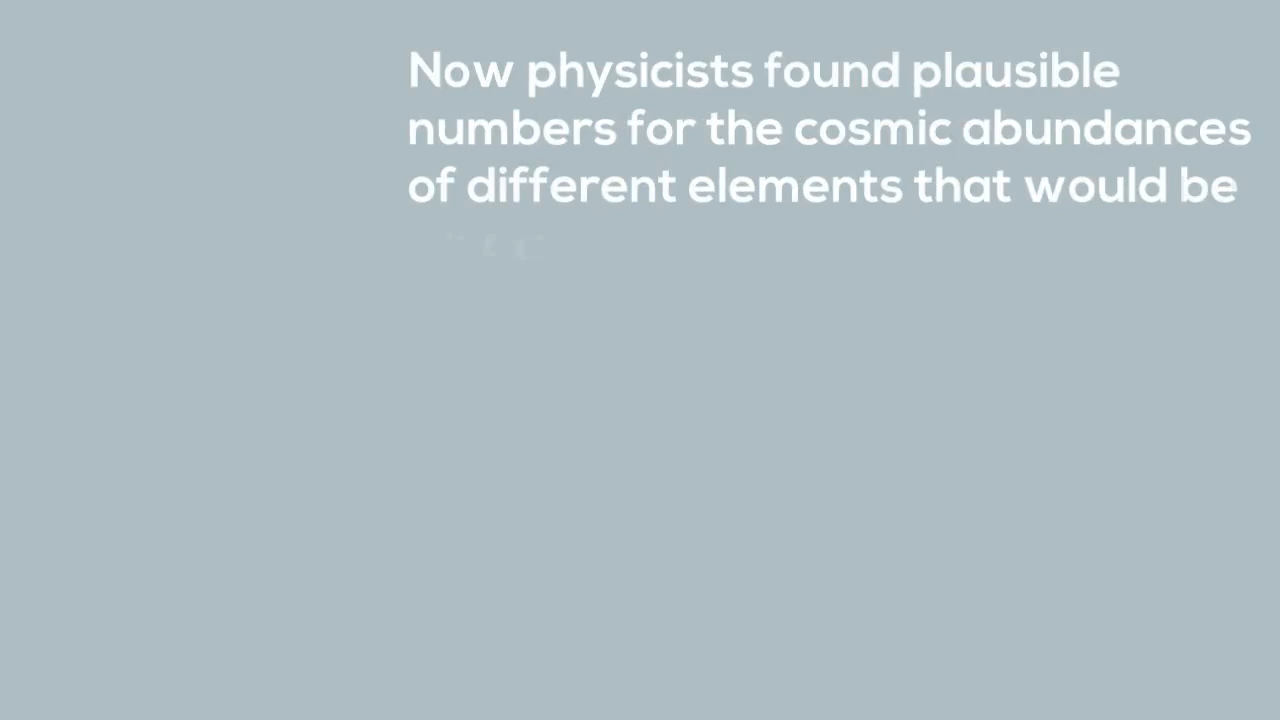 Now physicists found plausible
numbers for the cosmic abundances
of different elements that would be